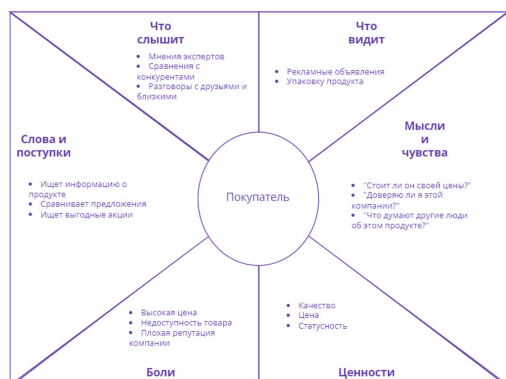 Что
слышит
• Мнения экспертов
• Сравнения с
конкурентами
• Разговоры с друзьями и
близкими
Что
видит
• Рекламные объявления
• Упаковку продукта
Слова и
поступки
• Ищет информацию о
продукте
• Сравнивает предложения
• Ищет выгодные акции
Покупатель
Мысли
и
чувства
• "Стоит ли он своей цены?"
• "Доверяю ли я этой
компании?"
• "Что думают другие люди
об этом продукте?"
• Высокая цена
• Недоступность товара
• Плохая репутация
компании
Боли
• Качество
• Цена
• Статусность
Ценности